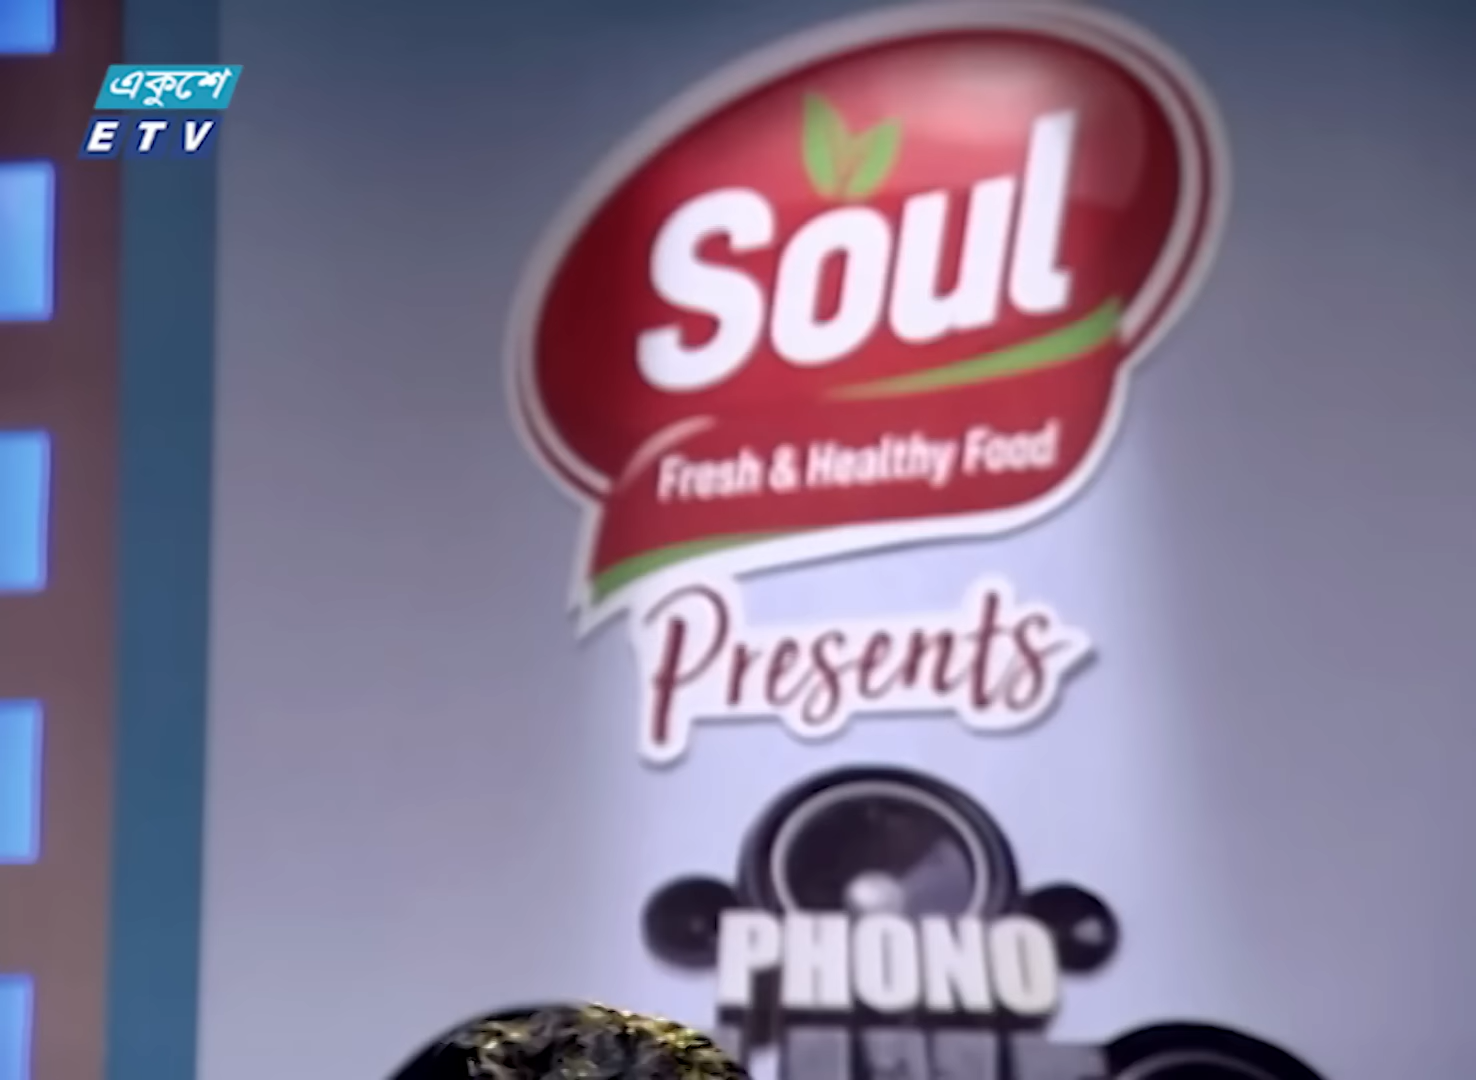 একুশে
ETV
Soul
Fresh & Healthy Food
Presents
PHONO